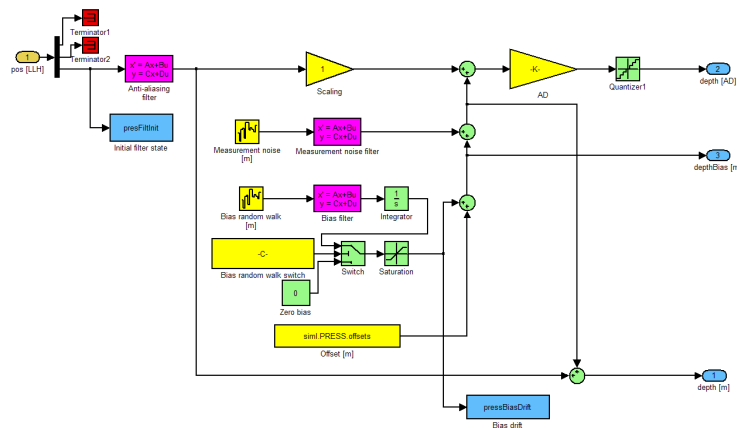 Terminator1
1
pos [LLH]
Terminator2
x' = Ax+Bu
y = Cx+Du
Anti-aliasing
filter
1
Scaling
-K-
AD
Quantizer1
2
depth [AD]
presFiltInit
Initial filter state
Measurement noise
[m]
x' = Ax+Bu
y = Cx+Du
Measurement noise filter
3
depthBias [m
Bias random walk
[m]
x' = Ax+Bu
y = Cx+Du
Bias filter
1
s
Integrator
-C-
Bias random walk switch
Switch
Saturation
0
Zero bias
siml.PRESS.offsets
Offset [m]
1
depth [m]
pressBiasDrift
Bias drift